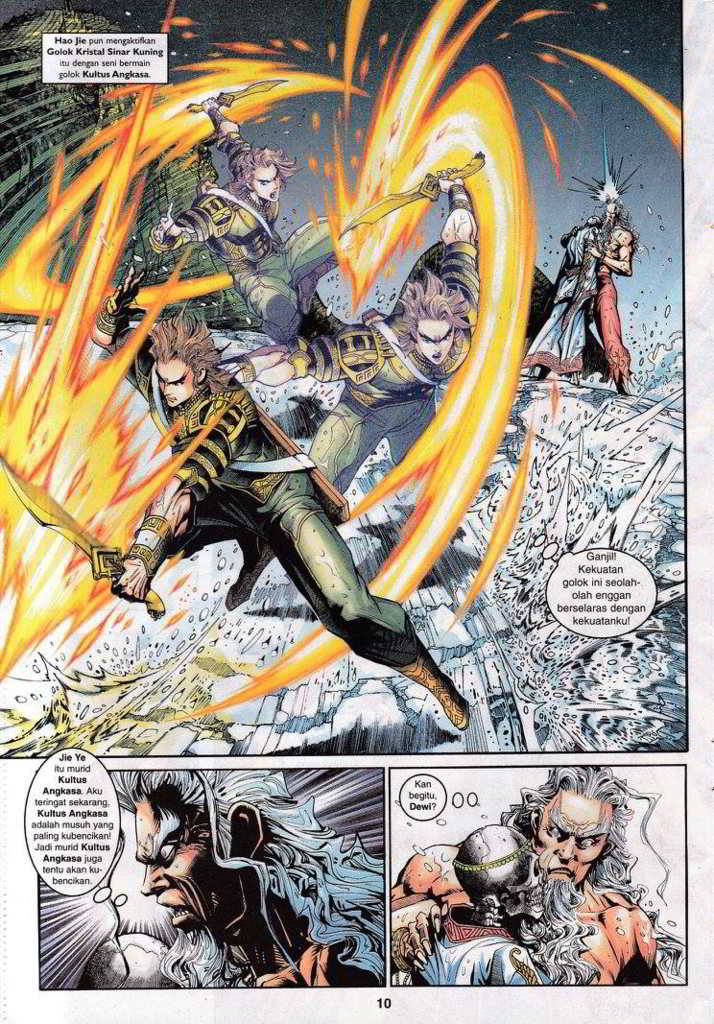 Hao Jie pun mengaktifkan
Golok Kristal Sinar Kuning
itu dengan seni bermain
golok Kultus Angkasa.
Ganjil!
Kekuatan
golok ini seolah-
olah enggan
berselaras dengan
kekuatanku!
Jie Ye
itu murid
Kultus
Angkasa. Aku
teringat sekarang,
Kultus Angkasa
adalah musuh yang
paling kubencikan!
Jadi murid Kultus
Angkasa juga
tentu akan ku-
bencikan.
Kan
begitu,
Dewi?
10